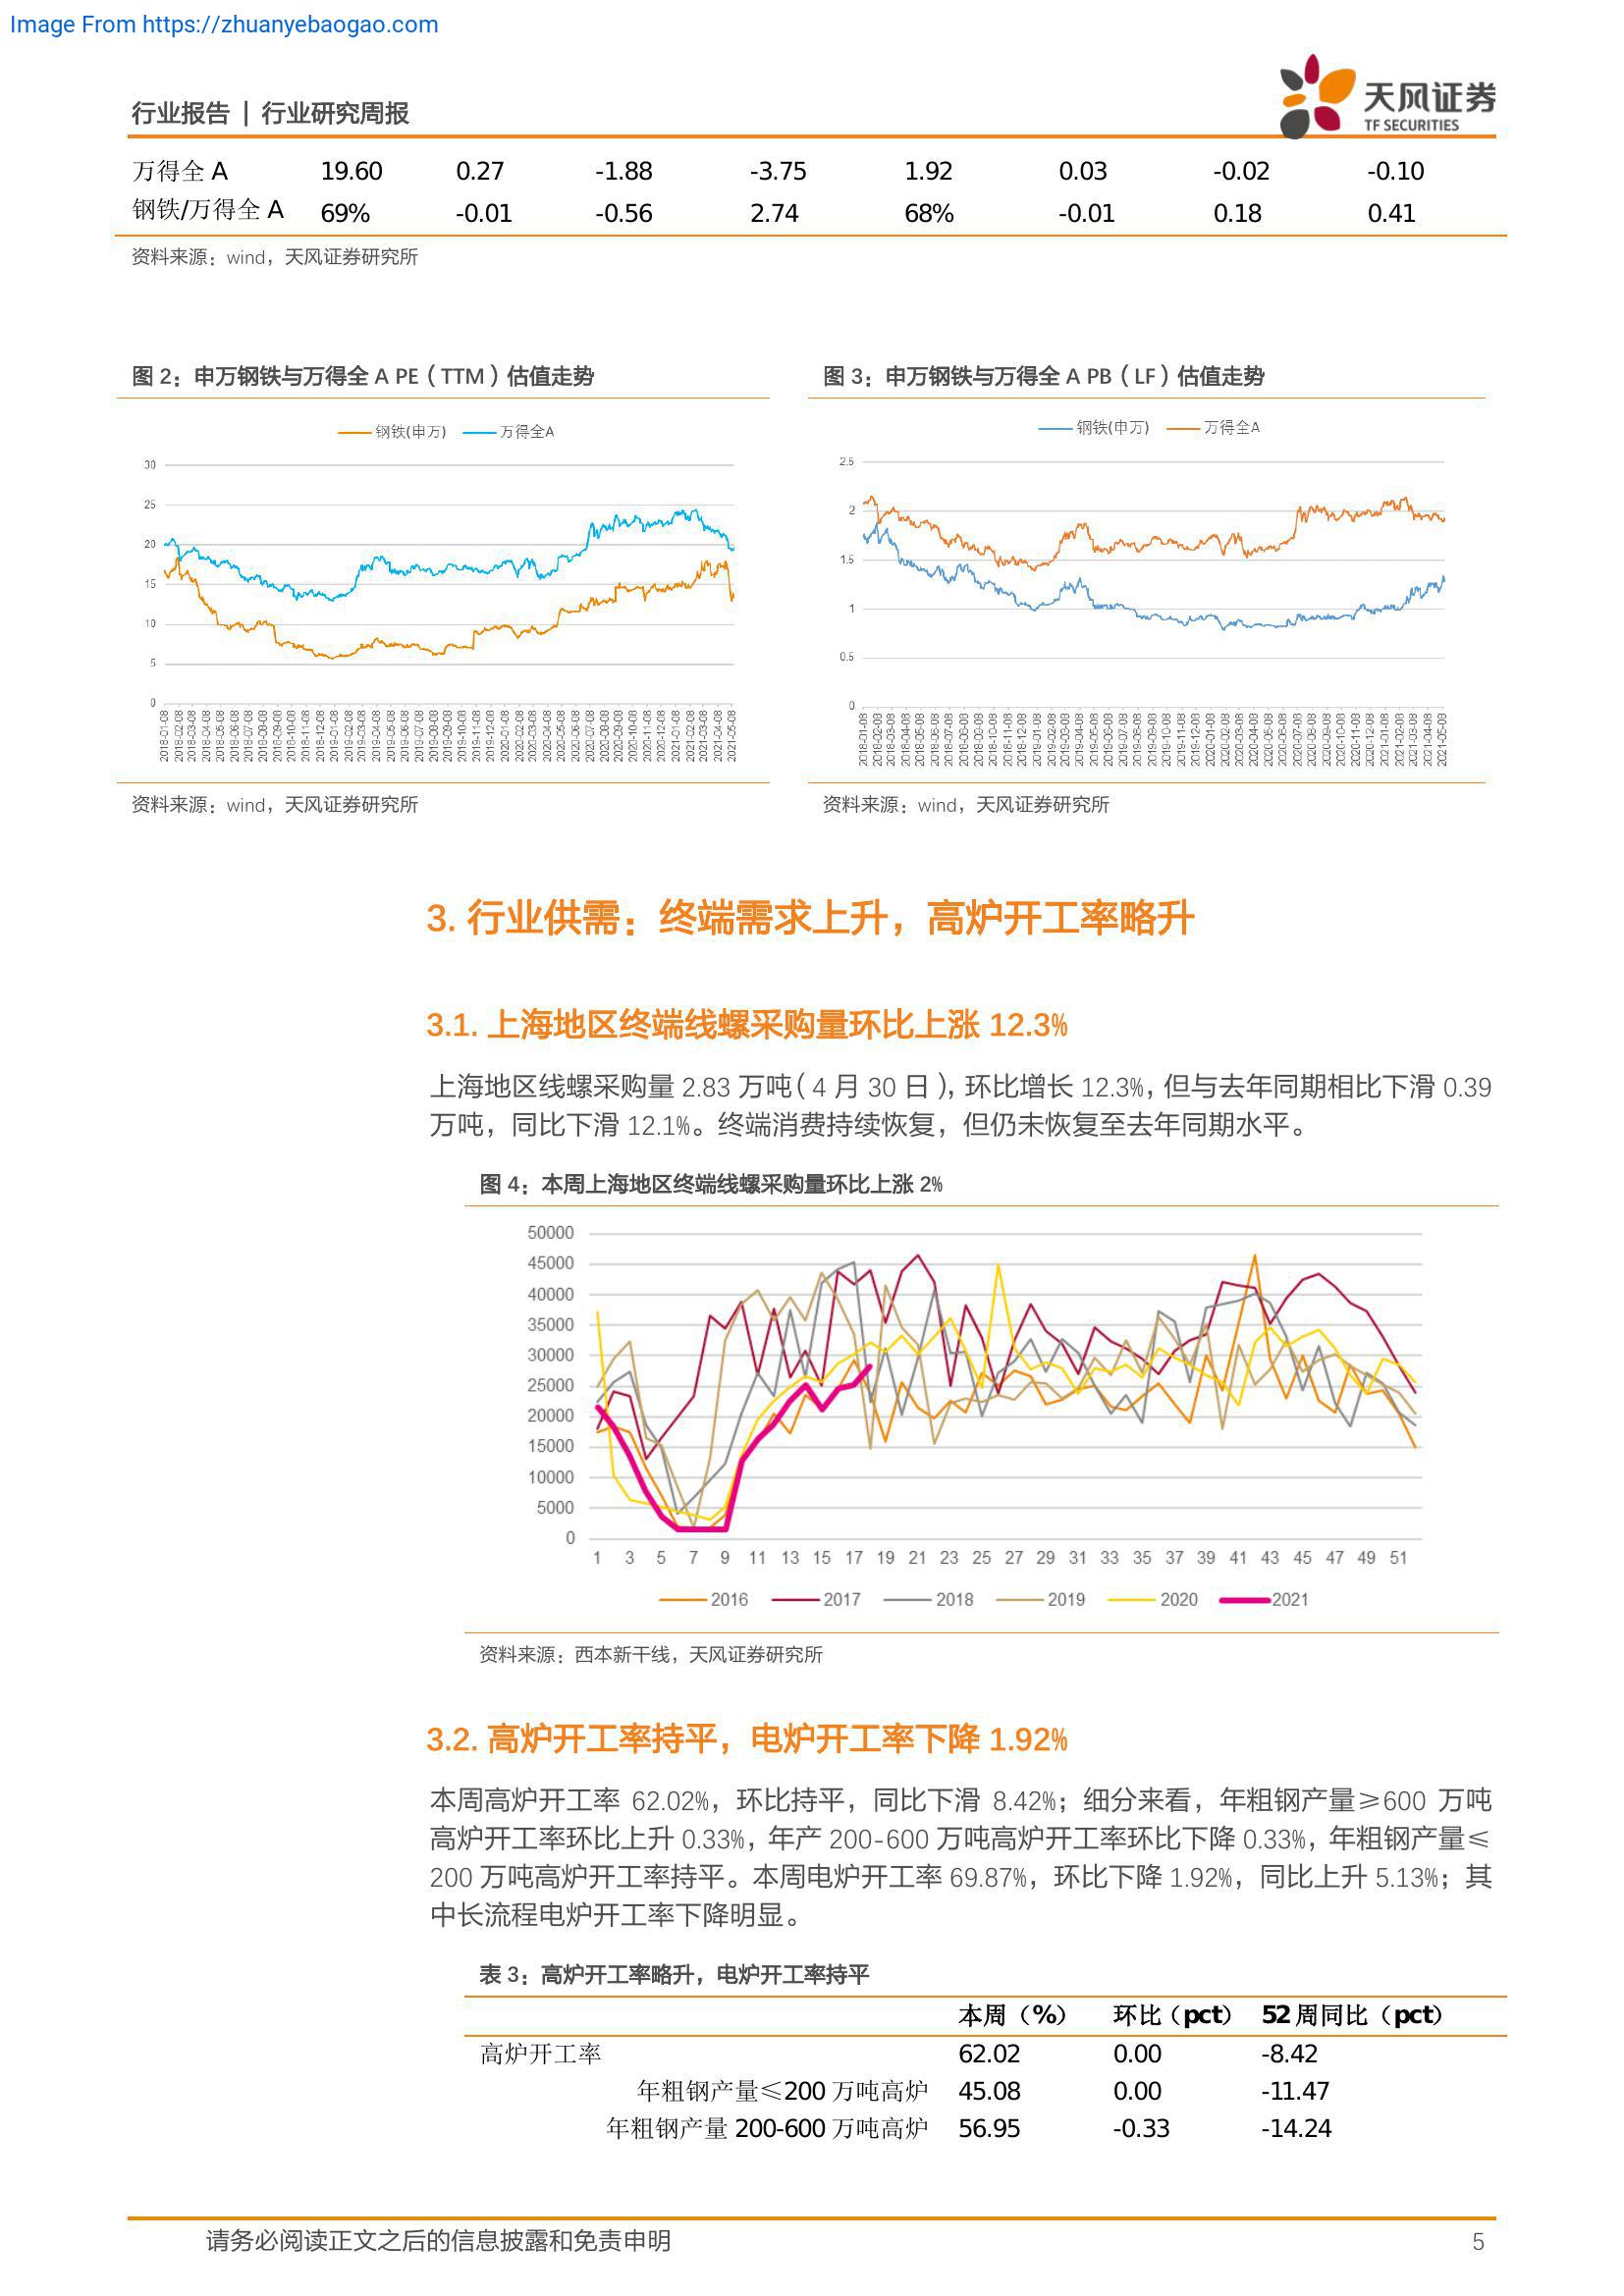 Image From https://zhuanyebaogao.com
行业报告 | 行业研究周报
天风证券
TF SECURITIES
万得全 A 19.60 0.27 -1.88 -3.75 1.92 0.03 -0.02 -0.10
钢铁/万得全 A 69% -0.01 -0.56 2.74 68% -0.01 0.18 0.41
资料来源：wind，天风证券研究所
图 2：申万钢铁与万得全 A PE（TTM）估值走势
钢铁(申万) 万得全A
30
25
20
15
10
5
0
2018-01-08 2018-02-08 2018-03-08 2018-04-08 2018-05-08 2018-06-08 2018-07-08 2018-08-08 2018-09-08 2018-10-08 2018-11-08 2018-12-08 2019-01-08 2019-02-08 2019-03-08 2019-04-08 2019-05-08 2019-06-08 2019-07-08 2019-08-08 2019-09-08 2019-10-08 2019-11-08 2019-12-08 2020-01-08 2020-02-08 2020-03-08 2020-04-08 2020-05-08 2020-06-08 2020-07-08 2020-08-08 2020-09-08 2020-10-08 2020-11-08 2020-12-08 2021-01-08 2021-02-08 2021-03-08 2021-04-08 2021-05-08
资料来源：wind，天风证券研究所
图 3：申万钢铁与万得全 A PB（LF）估值走势
钢铁(申万) 万得全A
2.5
2
1.5
1
0.5
0
2018-01-08 2018-02-08 2018-03-08 2018-04-08 2018-05-08 2018-06-08 2018-07-08 2018-08-08 2018-09-08 2018-10-08 2018-11-08 2018-12-08 2019-01-08 2019-02-08 2019-03-08 2019-04-08 2019-05-08 2019-06-08 2019-07-08 2019-08-08 2019-09-08 2019-10-08 2019-11-08 2019-12-08 2020-01-08 2020-02-08 2020-03-08 2020-04-08 2020-05-08 2020-06-08 2020-07-08 2020-08-08 2020-09-08 2020-10-08 2020-11-08 2020-12-08 2021-01-08 2021-02-08 2021-03-08 2021-04-08 2021-05-08
资料来源：wind，天风证券研究所
3. 行业供需：终端需求上升，高炉开工率略升
3.1. 上海地区终端线螺采购量环比上涨 12.3%
上海地区线螺采购量 2.83 万吨（4 月 30 日），环比增长 12.3%，但与去年同期相比下滑 0.39
万吨，同比下滑 12.1%。终端消费持续恢复，但仍未恢复至去年同期水平。
图 4：本周上海地区终端线螺采购量环比上涨 2%
50000
45000
40000
35000
30000
25000
20000
15000
10000
5000
0
1 3 5 7 9 11 13 15 17 19 21 23 25 27 29 31 33 35 37 39 41 43 45 47 49 51
2016 2017 2018 2019 2020 2021
资料来源：西本新干线，天风证券研究所
3.2. 高炉开工率持平，电炉开工率下降 1.92%
本周高炉开工率 62.02%，环比持平，同比下滑 8.42%；细分来看，年粗钢产量≥600 万吨
高炉开工率环比上升 0.33%，年产 200-600 万吨高炉开工率环比下降 0.33%，年粗钢产量≤
200 万吨高炉开工率持平。本周电炉开工率 69.87%，环比下降 1.92%，同比上升 5.13%；其
中长流程电炉开工率下降明显。
表 3：高炉开工率略升，电炉开工率持平
本周（%） 环比（pct） 52 周同比（pct）
高炉开工率 62.02 0.00 -8.42
年粗钢产量≤200 万吨高炉 45.08 0.00 -11.47
年粗钢产量 200-600 万吨高炉 56.95 -0.33 -14.24
请务必阅读正文之后的信息披露和免责申明 5